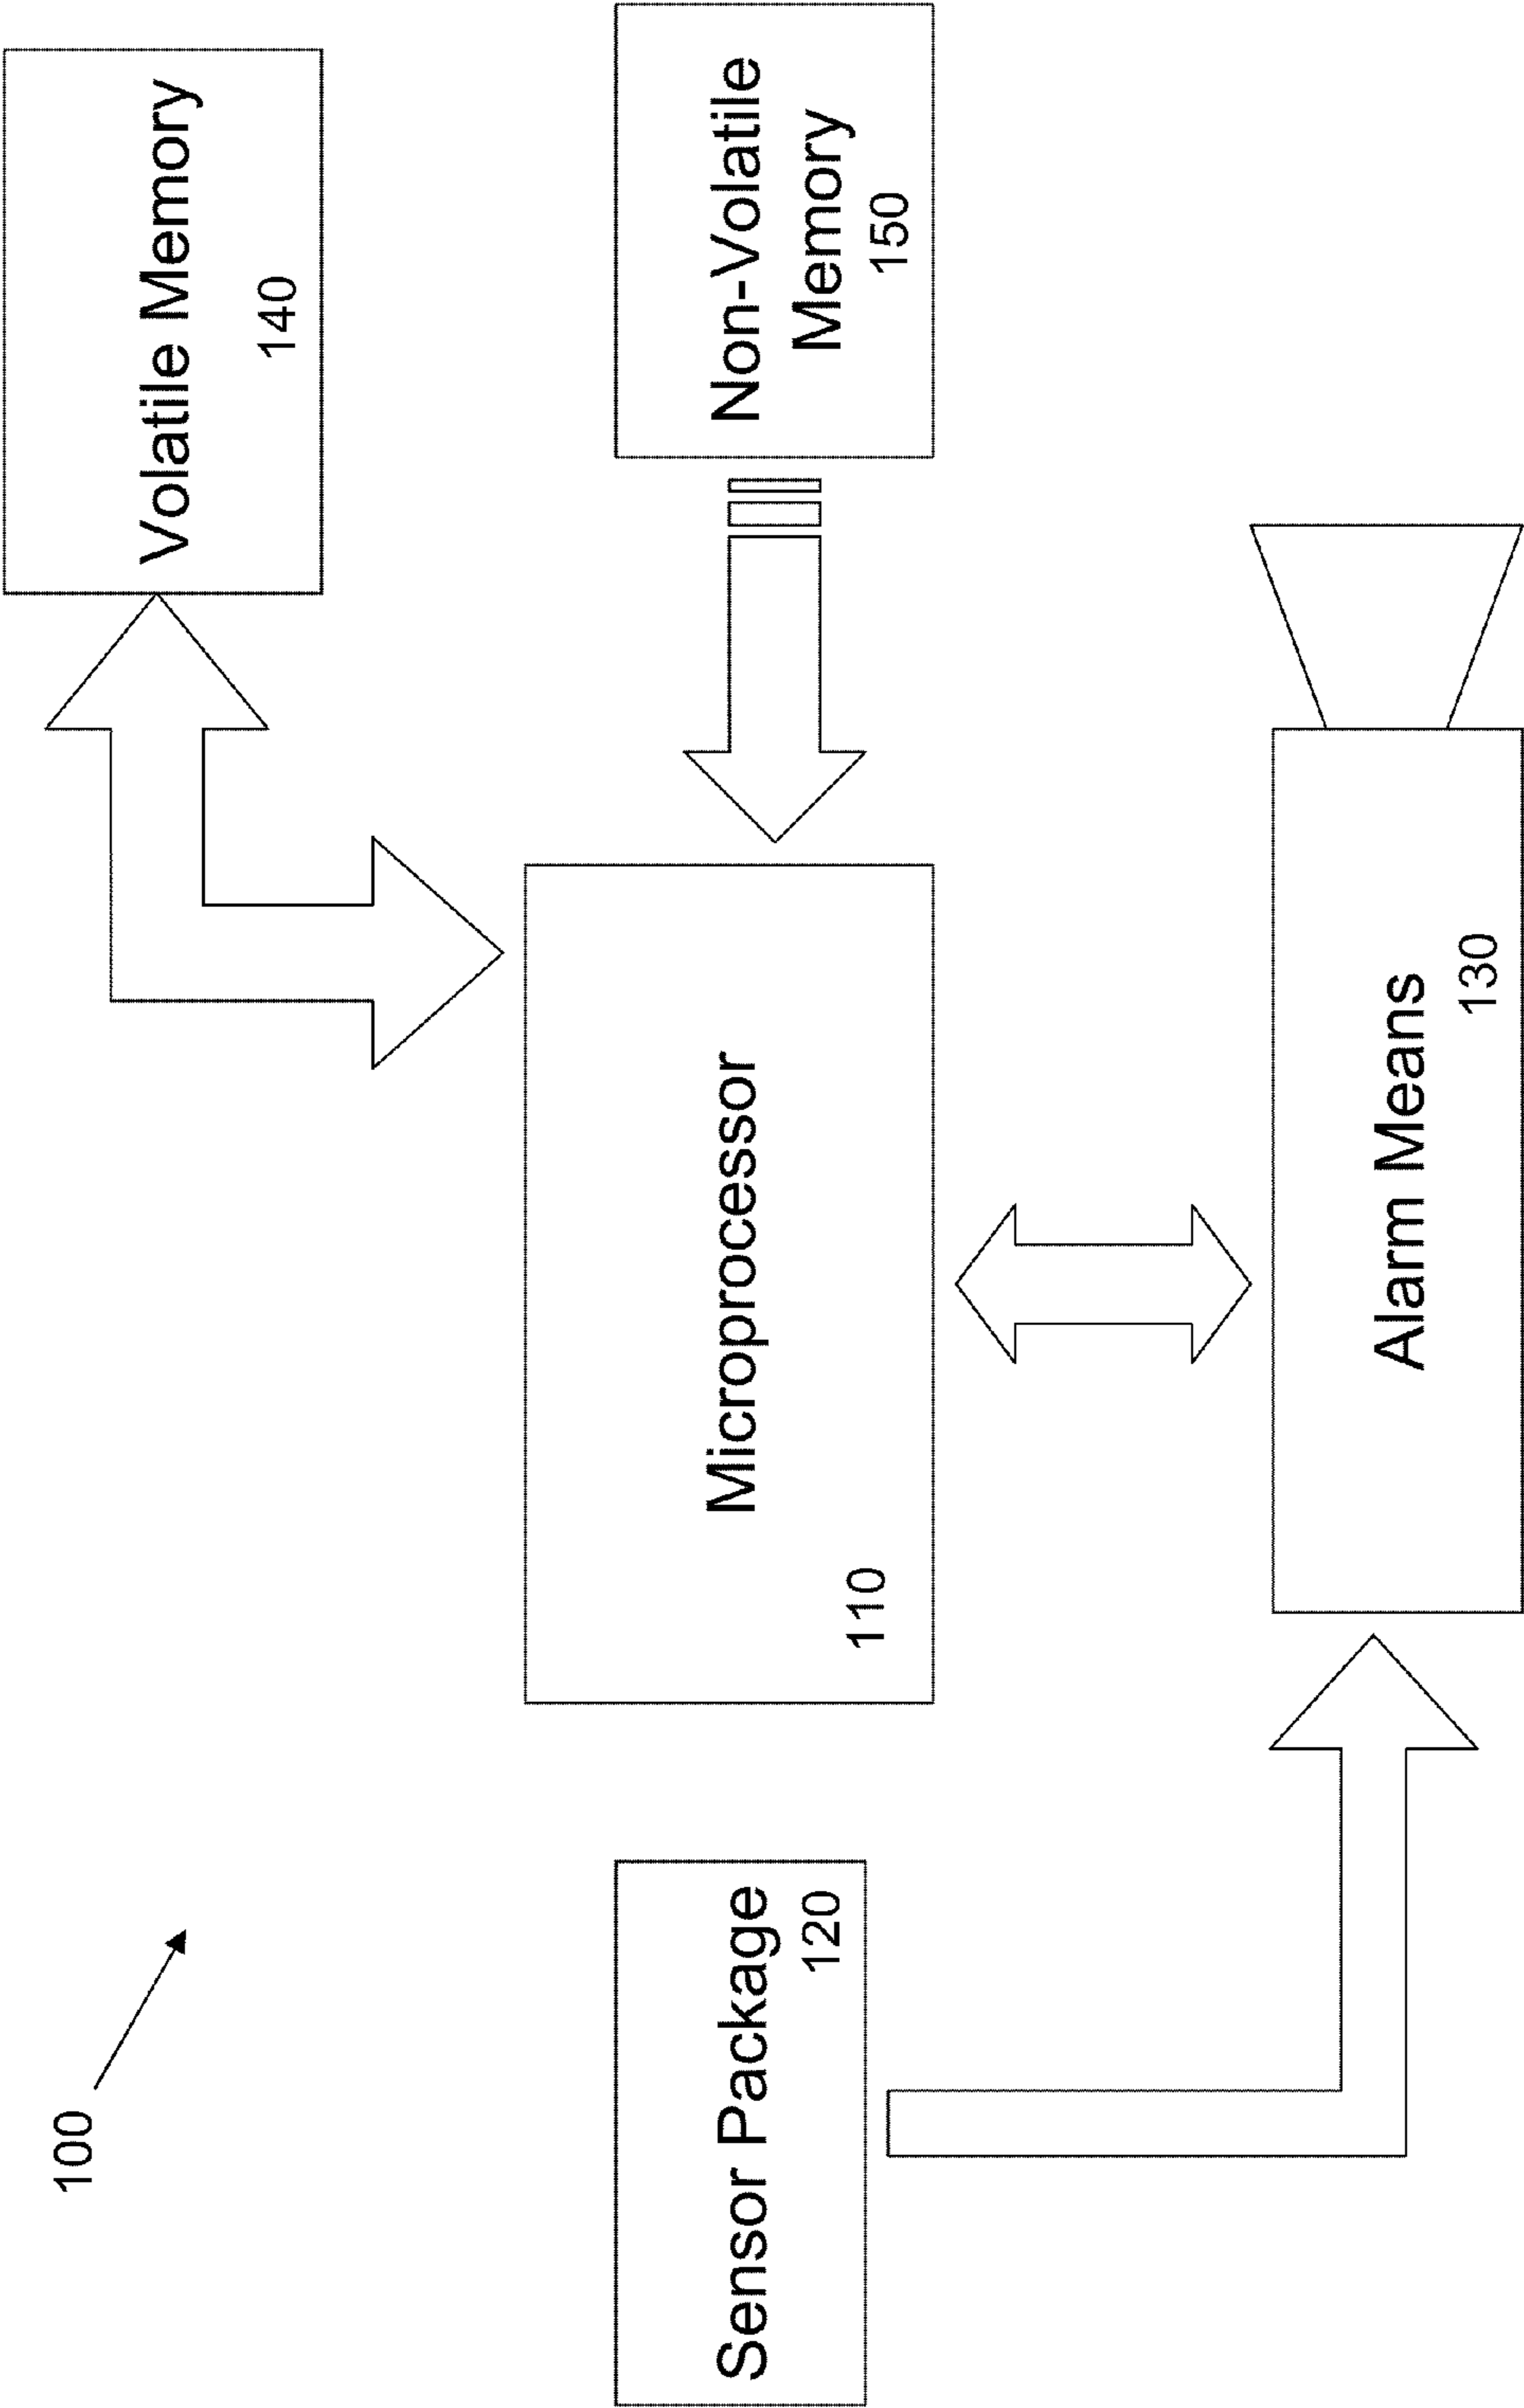 100
Volatile Memory
140
Sensor Package
120
Microprocessor
110
Non-Volatile
Memory
150
Alarm Means
130